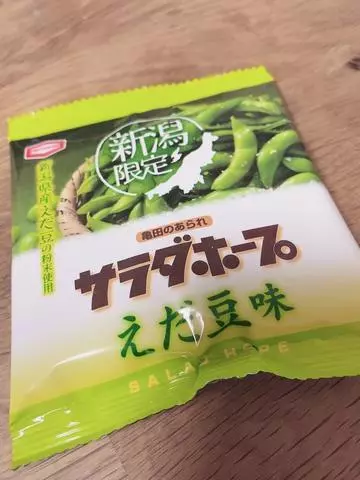 新潟
限定
新潟県産えだ豆の粉末使用
亀田のあられ
サラダホープ
えだ豆味
SALAD HOPE